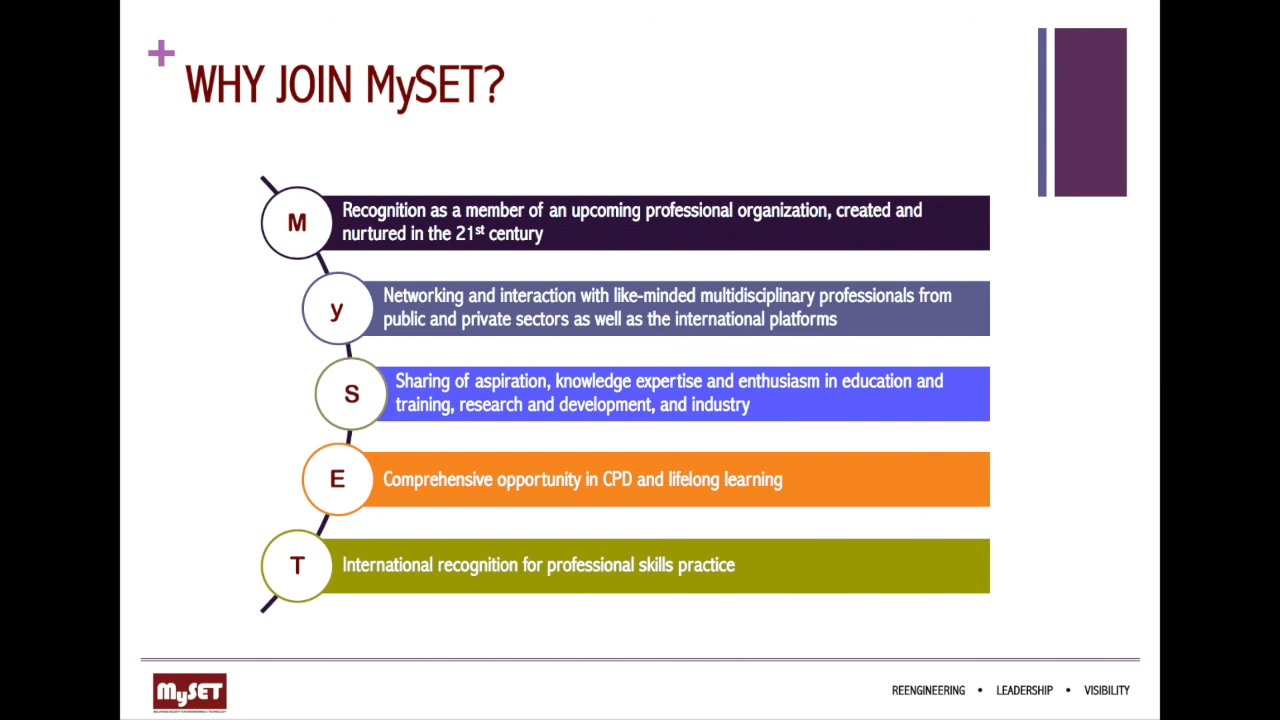 +
WHY JOIN MySET?
M
Recognition as a member of an upcoming professional organization, created and
nurtured in the 21st century
y
Networking and interaction with like-minded multidisciplinary professionals from
public and private sectors as well as the international platforms
S
Sharing of aspiration, knowledge expertise and enthusiasm in education and
training, research and development, and industry
E
Comprehensive opportunity in CPD and lifelong learning
T
International recognition for professional skills practice
MySET
REENGINEERING • LEADERSHIP • VISIBILITY